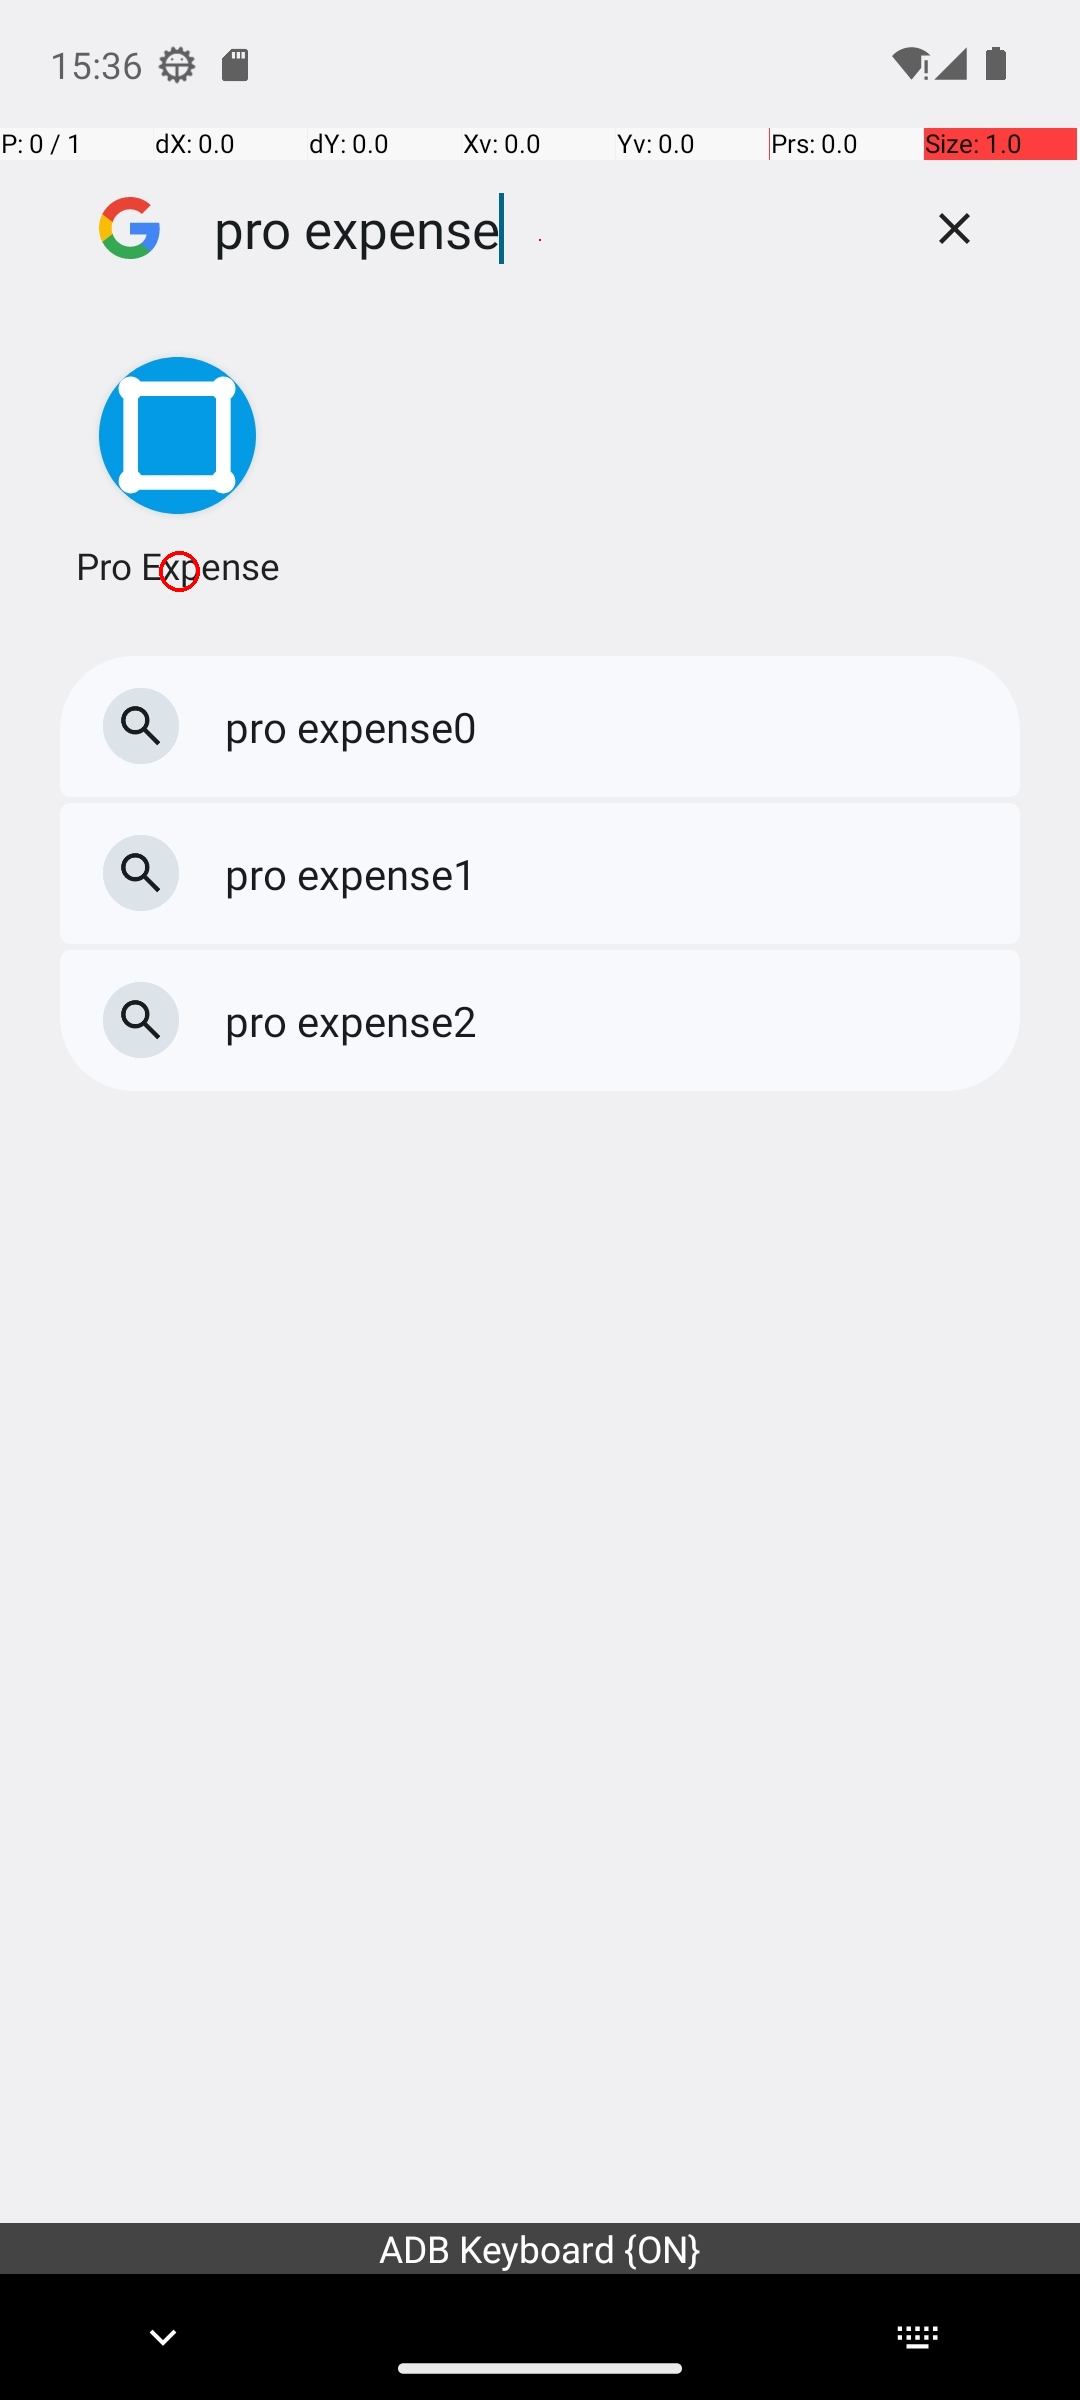 15:36
P: 0 / 1 dX: 0.0 dY: 0.0 Xv: 0.0 Yv: 0.0 Prs: 0.0 Size: 1.0
pro expense
Pro Expense
pro expense0
pro expense1
pro expense2
ADB Keyboard {ON}